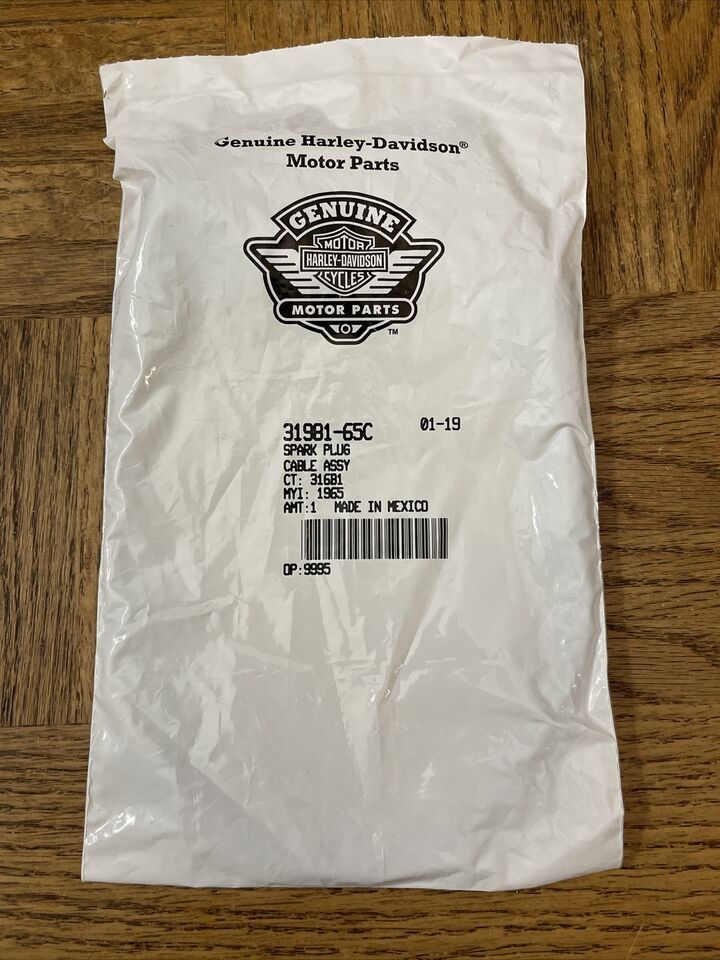 Genuine Harley-Davidson®
Motor Parts
GENUINE
MOTOR
HARLEY-DAVIDSON
CYCLES
MOTOR PARTS
TM
31981-65C 01-19
SPARK PLUG
CABLE ASSY
CT: 316B1
MYI: 1965
AMT:1 MADE IN MEXICO
OP:9995